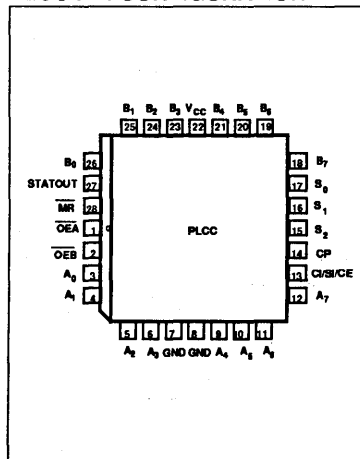 B₁ B₂ B₃ VCC B₄ B₅ B₆
25 24 23 22 21 20 19
B₀ 26
STATOUT 27
MR 28
OEA 1
OEB 2
A₀ 3
A₁ 4
PLCC
18 B₇
17 S₀
16 S₁
15 S₂
14 CP
13 CI/SI/CE
12 A₇
5 6 7 8 9 10 11
A₂ A₃ GND GND A₄ A₅ A₆